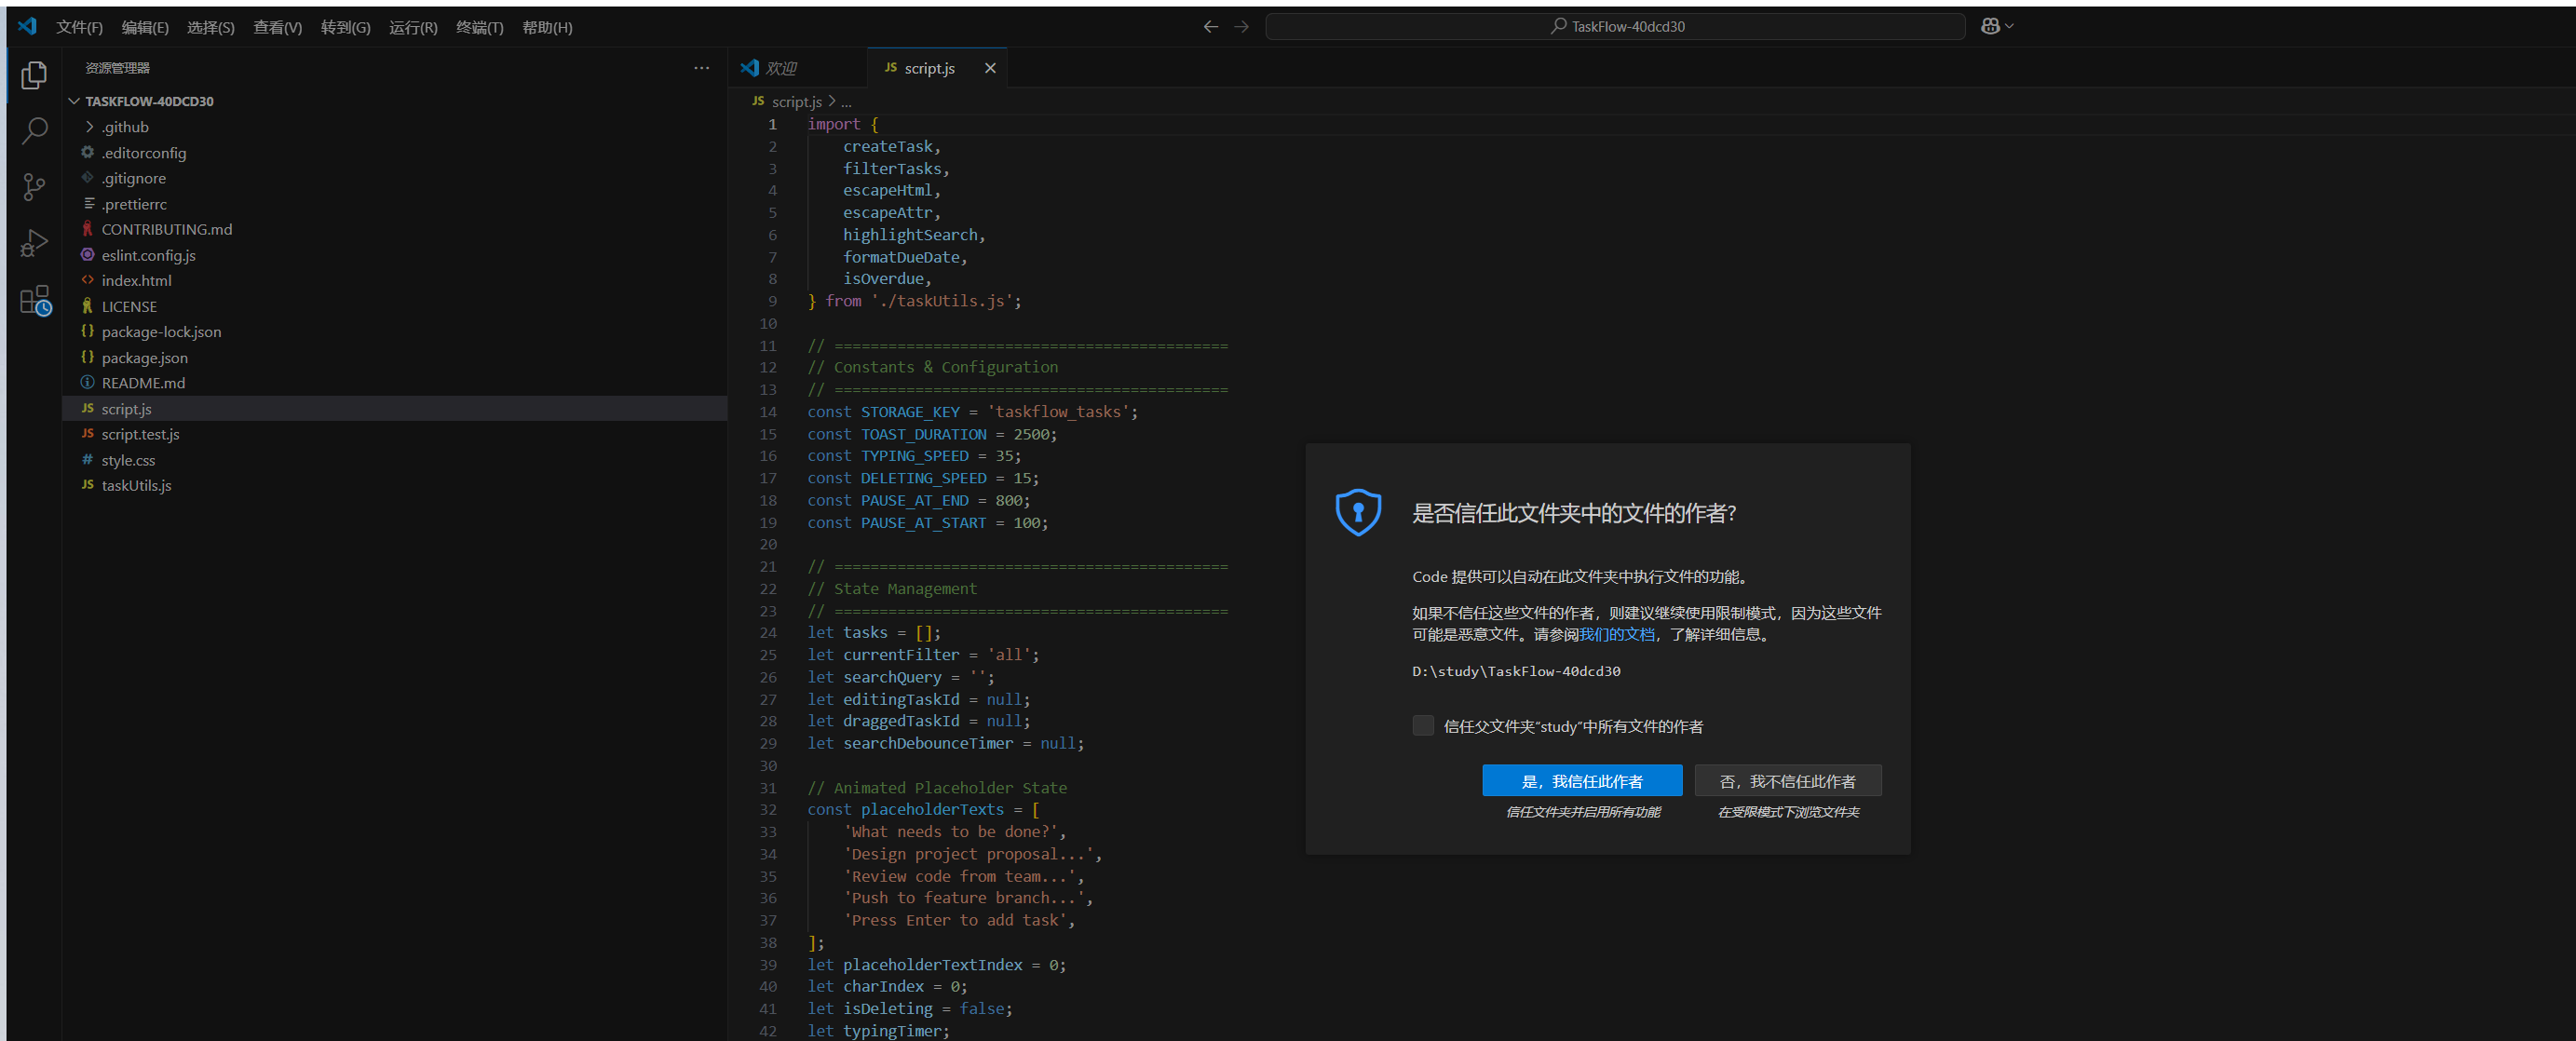 文件(F) 编辑(E) 选择(S) 查看(V) 转到(G) 运行(R) 终端(T) 帮助(H)
TaskFlow-40dcd30
资源管理器
TASKFLOW-40DCD30
.github
.editorconfig
.gitignore
.prettierrc
CONTRIBUTING.md
eslint.config.js
index.html
LICENSE
package-lock.json
package.json
README.md
JS script.js
JS script.test.js
# style.css
JS taskUtils.js
欢迎
JS script.js
JS script.js > ...
1 import {
2     createTask,
3     filterTasks,
4     escapeHtml,
5     escapeAttr,
6     highlightSearch,
7     formatDueDate,
8     isOverdue,
9 } from './taskUtils.js';
10
11 // ============================================
12 // Constants & Configuration
13 // ============================================
14 const STORAGE_KEY = 'taskflow_tasks';
15 const TOAST_DURATION = 2500;
16 const TYPING_SPEED = 35;
17 const DELETING_SPEED = 15;
18 const PAUSE_AT_END = 800;
19 const PAUSE_AT_START = 100;
20
21 // ============================================
22 // State Management
23 // ============================================
24 let tasks = [];
25 let currentFilter = 'all';
26 let searchQuery = '';
27 let editingTaskId = null;
28 let draggedTaskId = null;
29 let searchDebounceTimer = null;
30
31 // Animated Placeholder State
32 const placeholderTexts = [
33     'What needs to be done?',
34     'Design project proposal...',
35     'Review code from team...',
36     'Push to feature branch...',
37     'Press Enter to add task',
38 ];
39 let placeholderTextIndex = 0;
40 let charIndex = 0;
41 let isDeleting = false;
42 let typingTimer;
是否信任此文件夹中的文件的作者?
Code 提供可以自动在此文件夹中执行文件的功能。
如果不信任这些文件的作者，则建议继续使用限制模式，因为这些文件
可能是恶意文件。请参阅我们的文档，了解详细信息。
D:\study\TaskFlow-40dcd30
信任父文件夹“study”中所有文件的作者
是，我信任此作者
否，我不信任此作者
信任文件夹并启用所有功能
在受限模式下浏览文件夹